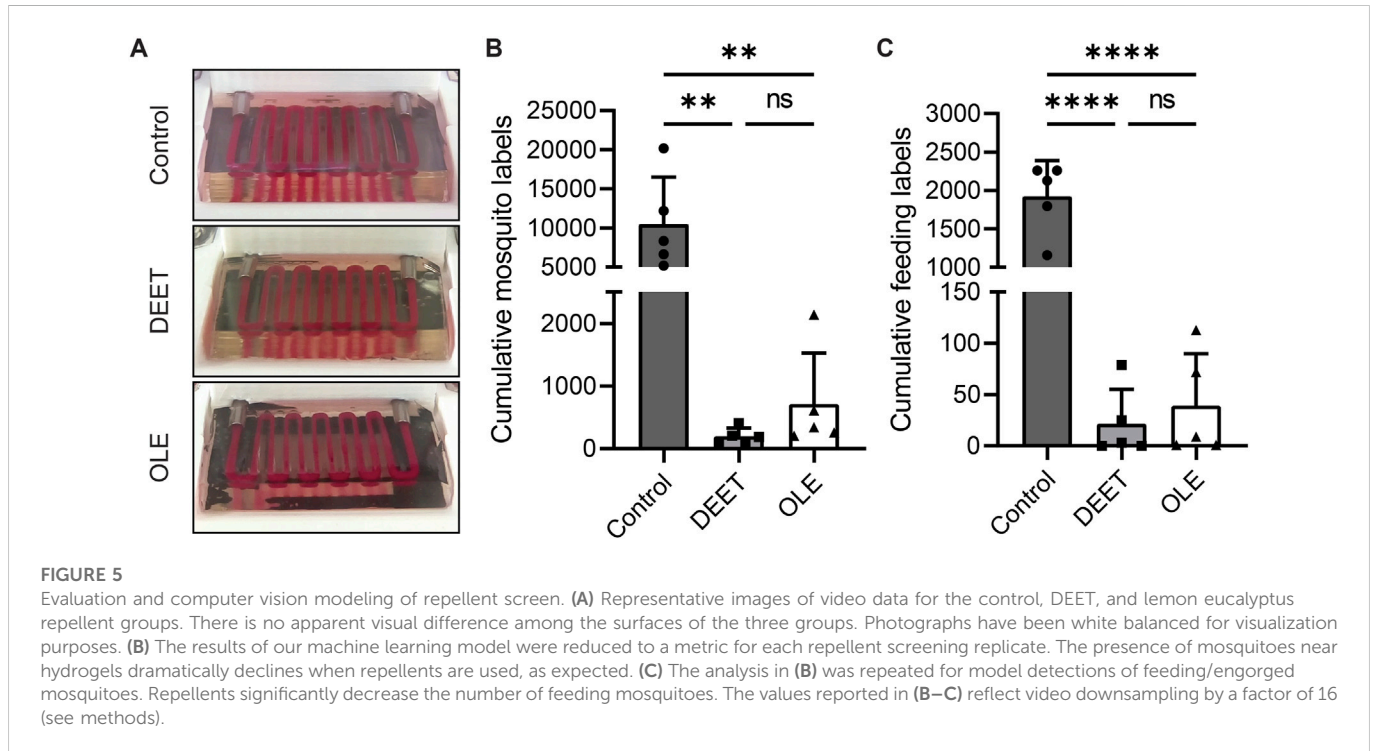 A
Control
DEET
OLE
B
Cumulative mosquito labels
**
**
ns
25000
20000
15000
10000
5000
2000
1000
0
Control
DEET
OLE
C
Cumulative feeding labels
****
****
ns
3000
2500
2000
1500
1000
150
100
50
0
Control
DEET
OLE
FIGURE 5
Evaluation and computer vision modeling of repellent screen. (A) Representative images of video data for the control, DEET, and lemon eucalyptus
repellent groups. There is no apparent visual difference among the surfaces of the three groups. Photographs have been white balanced for visualization
purposes. (B) The results of our machine learning model were reduced to a metric for each repellent screening replicate. The presence of mosquitoes near
hydrogels dramatically declines when repellents are used, as expected. (C) The analysis in (B) was repeated for model detections of feeding/engorged
mosquitoes. Repellents significantly decrease the number of feeding mosquitoes. The values reported in (B–C) reflect video downsampling by a factor of 16
(see methods).